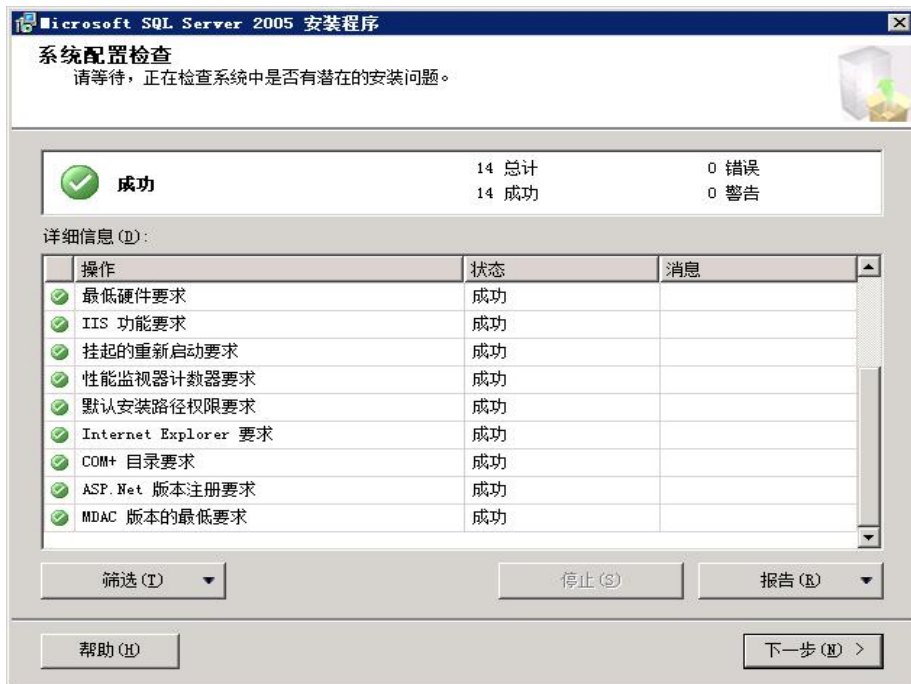 Microsoft SQL Server 2005 安装程序
系统配置检查
请等待，正在检查系统中是否有潜在的安装问题。
成功
14 总计
0 错误
14 成功
0 警告
详细信息(D):
操作 状态 消息
最低硬件要求 成功
IIS 功能要求 成功
挂起的重新启动要求 成功
性能监视器计数器要求 成功
默认安装路径权限要求 成功
Internet Explorer 要求 成功
COM+ 目录要求 成功
ASP.Net 版本注册要求 成功
MDAC 版本的最低要求 成功
筛选(T) 停止(S) 报告(R)
帮助(H) 下一步(N) >